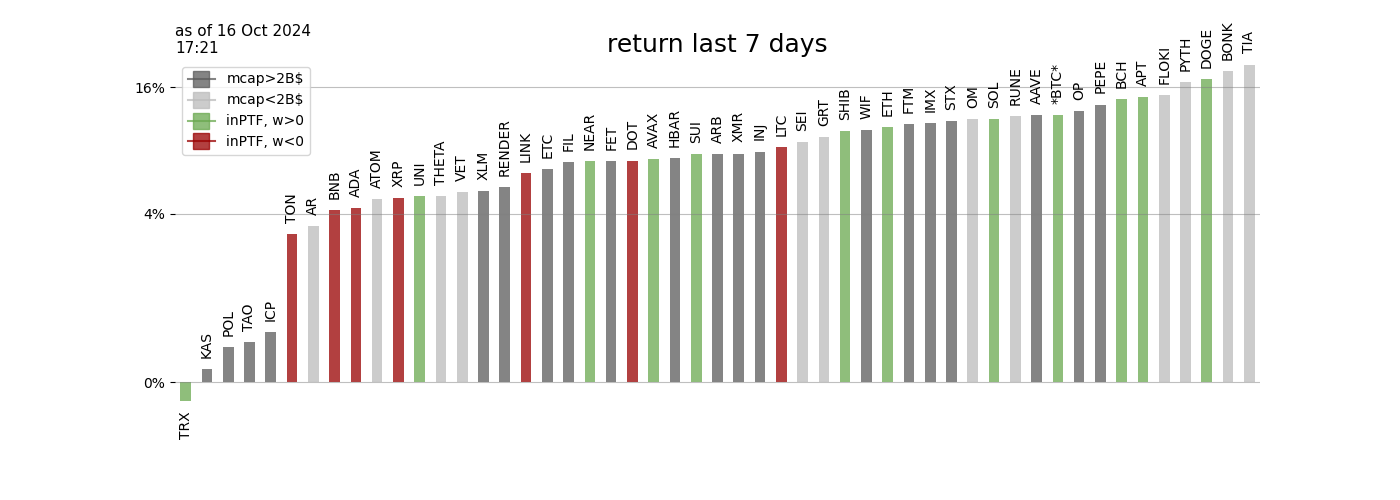 as of 16 Oct 2024
17:21
return last 7 days
mcap>2B$
mcap<2B$
inPTF, w>0
inPTF, w<0
16%
4%
0%
TRX
KAS
POL
TAO
ICP
TON
AR
BNB
ADA
ATOM
XRP
UNI
THETA
VET
XLM
RENDER
LINK
ETC
FIL
NEAR
FET
DOT
AVAX
HBAR
SUI
ARB
XMR
INJ
LTC
SEI
GRT
SHIB
WIF
ETH
FTM
IMX
STX
OM
SOL
RUNE
AAVE
*BTC*
OP
PEPE
BCH
APT
FLOKI
PYTH
DOGE
BONK
TIA